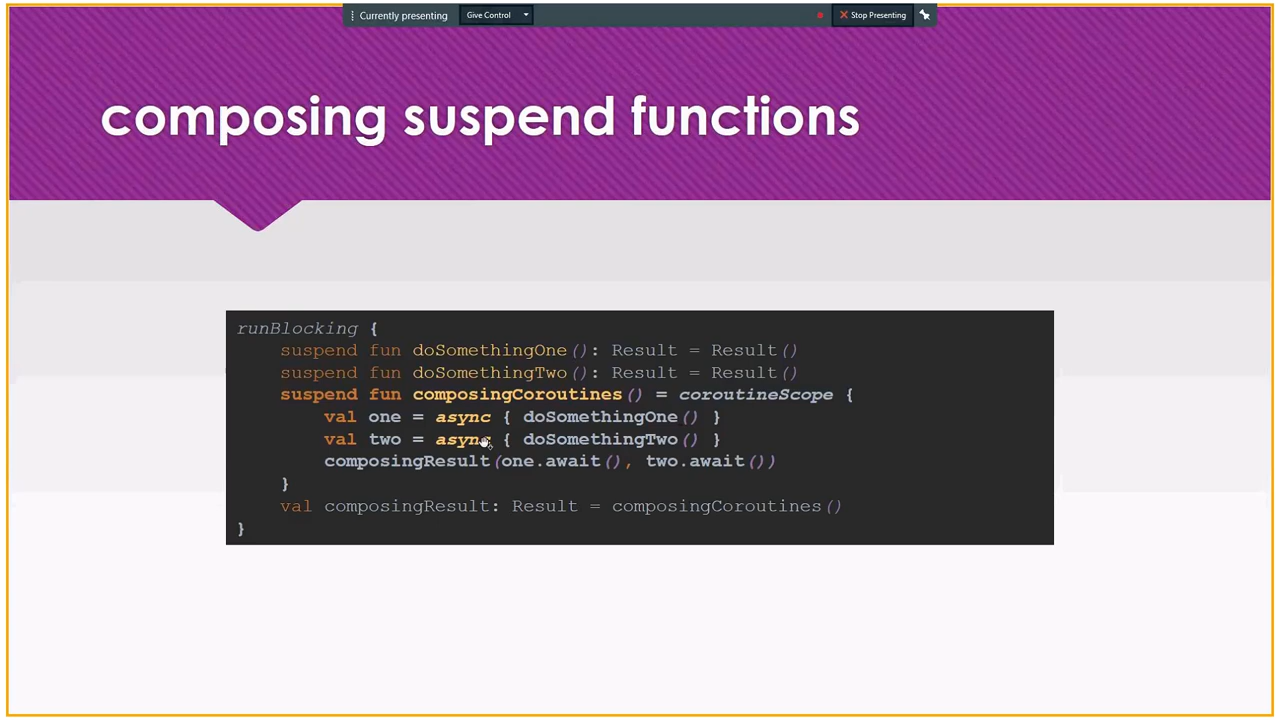 Currently presenting Give Control Stop Presenting
composing suspend functions
runBlocking {
suspend fun doSomethingOne(): Result = Result()
suspend fun doSomethingTwo(): Result = Result()
suspend fun composingCoroutines() = coroutineScope {
val one = async { doSomethingOne() }
val two = async { doSomethingTwo() }
composingResult(one.await(), two.await())
}
val composingResult: Result = composingCoroutines()
}